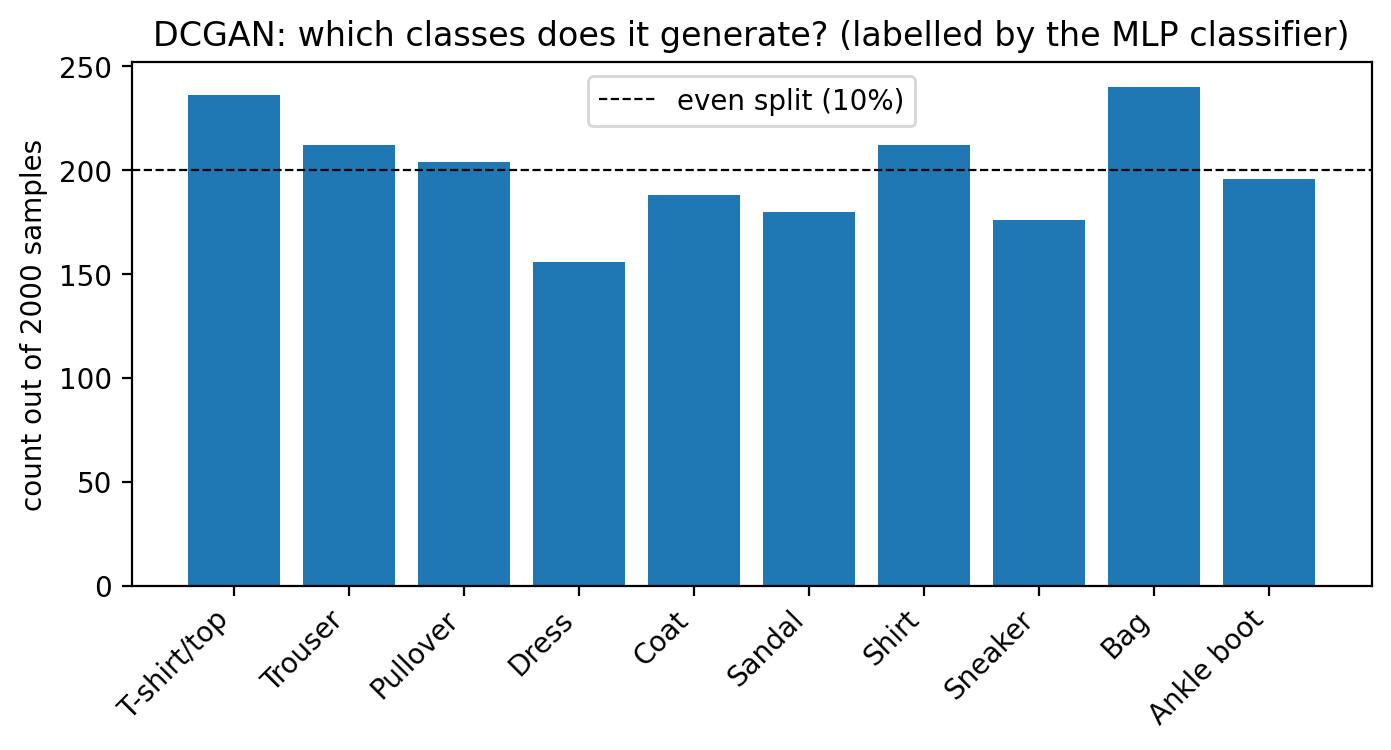 DCGAN: which classes does it generate? (labelled by the MLP classifier)
even split (10%)
count out of 2000 samples
250
200
150
100
50
0
T-shirt/top
Trouser
Pullover
Dress
Coat
Sandal
Shirt
Sneaker
Bag
Ankle boot